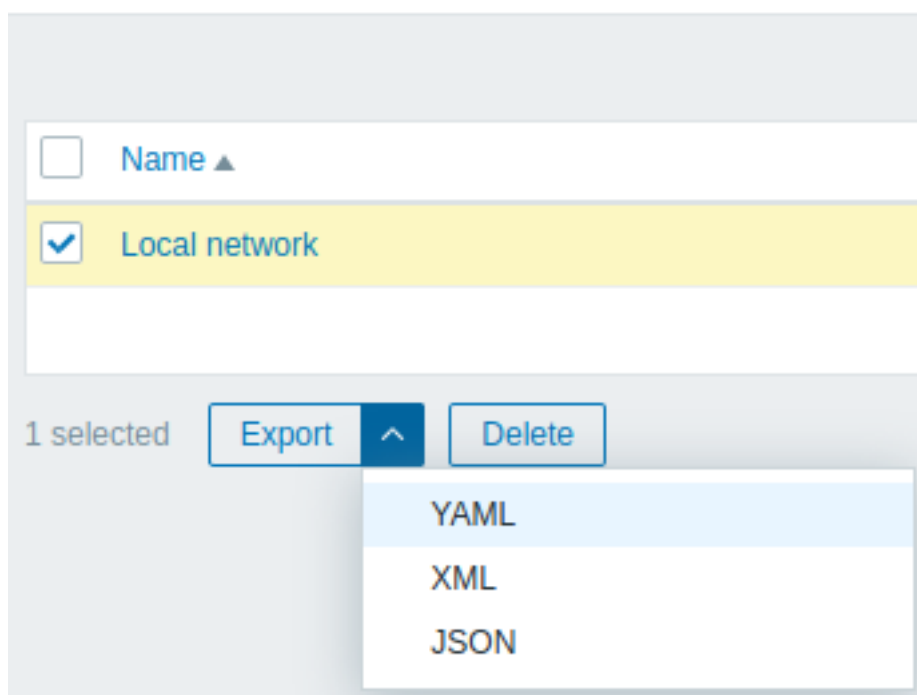 Name
Local network
1 selected Export Delete
YAML
XML
JSON